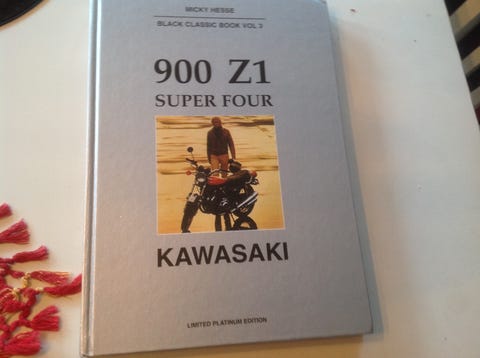 MICKY HESSE
BLACK CLASSIC BOOK VOL 3
900 Z1
SUPER FOUR
KAWASAKI
LIMITED PLATINUM EDITION